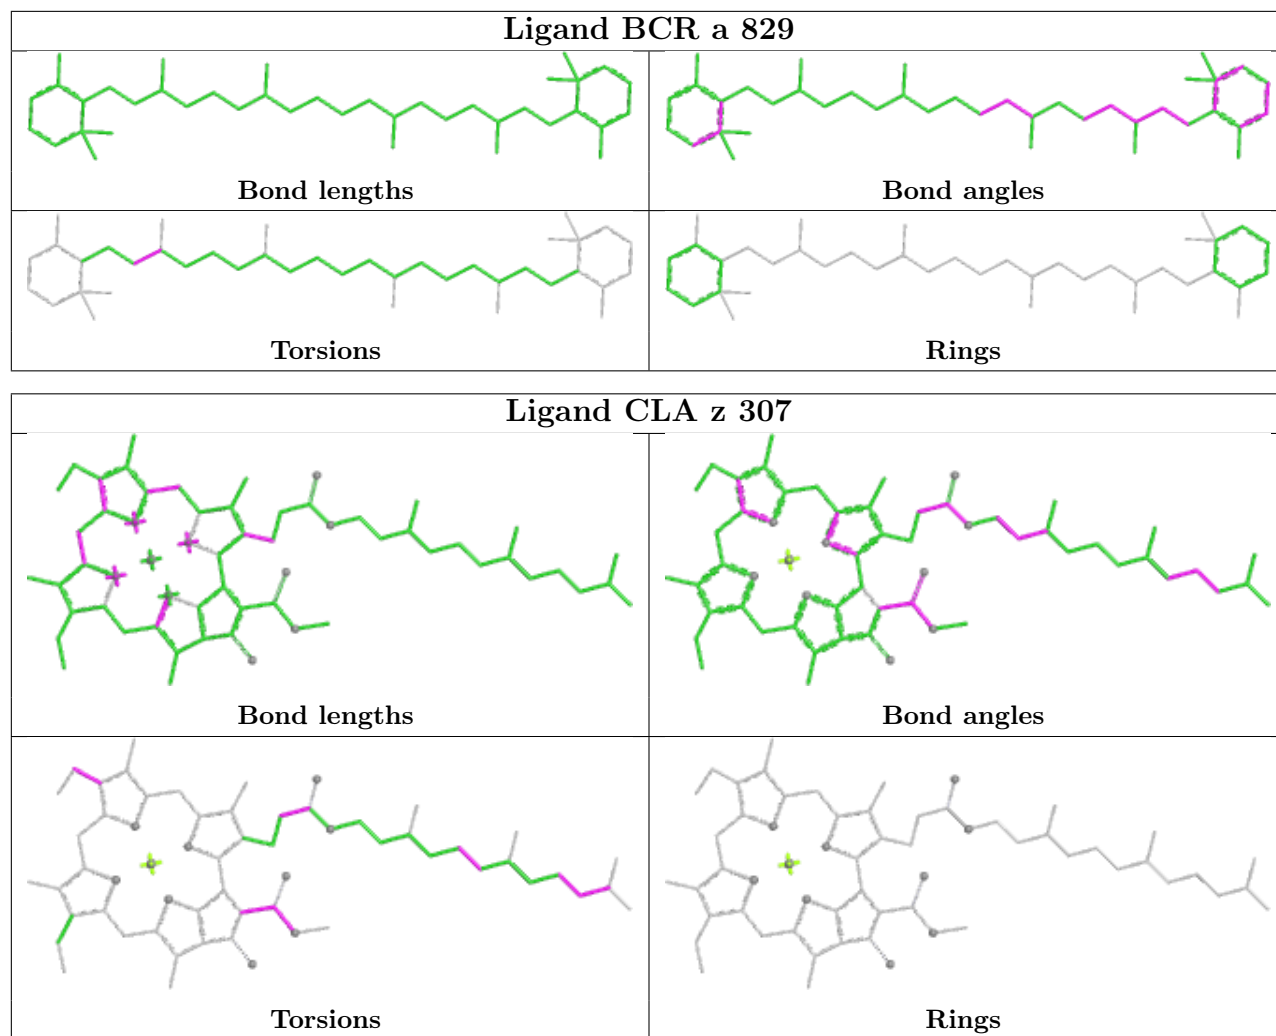 Ligand BCR a 829
Bond lengths
Bond angles
Torsions
Rings
Ligand CLA z 307
Bond lengths
Bond angles
Torsions
Rings